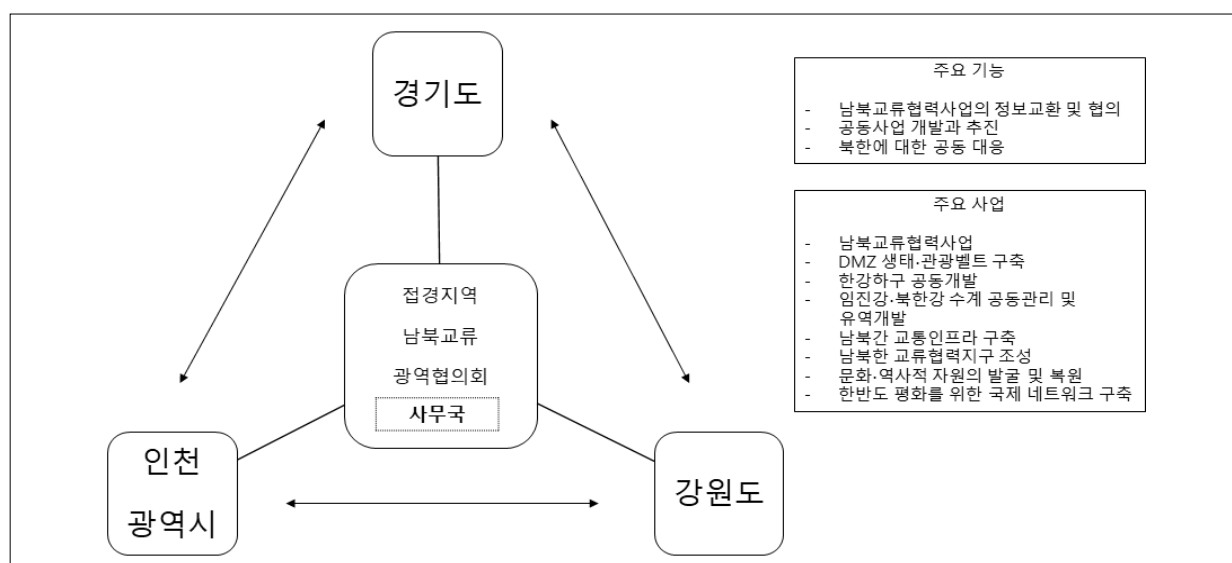 경기도
접경지역
남북교류
광역협의회
사무국
인천
광역시
강원도
주요 기능
- 남북교류협력사업의 정보교환 및 협의
- 공동사업 개발과 추진
- 북한에 대한 공동 대응
주요 사업
- 남북교류협력사업
- DMZ 생태·관광벨트 구축
- 한강하구 공동개발
- 임진강·북한강 수계 공동관리 및
유역개발
- 남북간 교통인프라 구축
- 남북한 교류협력지구 조성
- 문화·역사적 자원의 발굴 및 복원
- 한반도 평화를 위한 국제 네트워크 구축